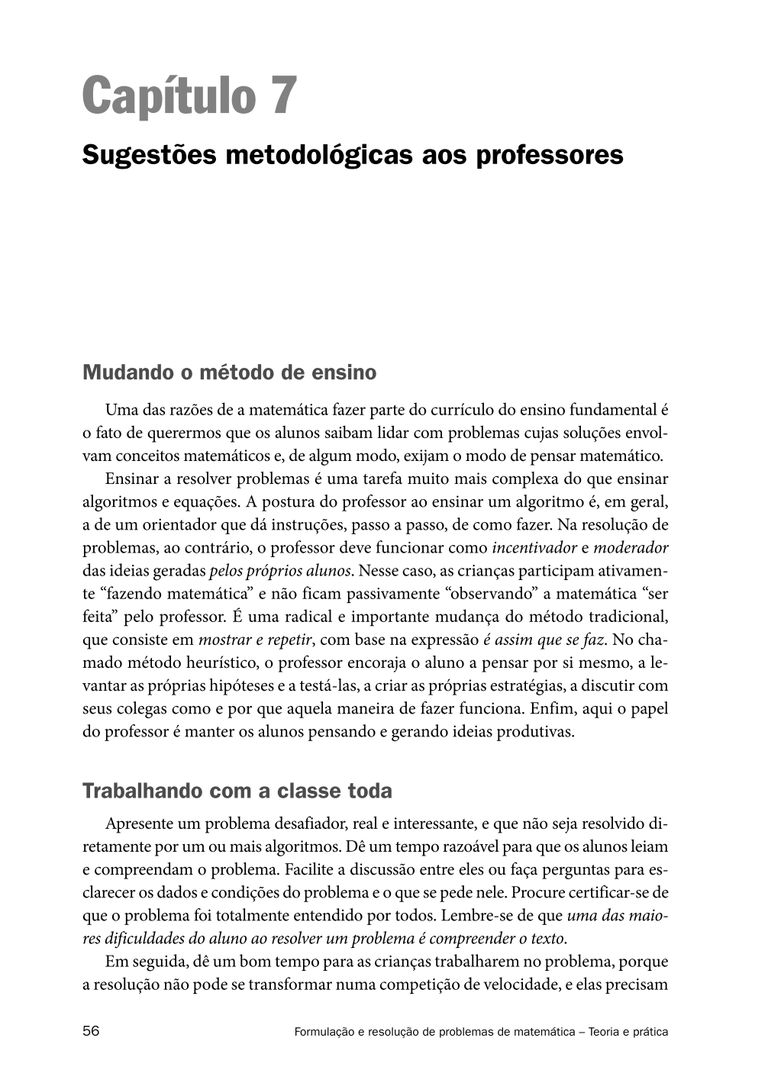 Capítulo 7
Sugestões metodológicas aos professores
Mudando o método de ensino
Uma das razões de a matemática fazer parte do currículo do ensino fundamental é
o fato de querermos que os alunos saibam lidar com problemas cujas soluções envol-
vam conceitos matemáticos e, de algum modo, exijam o modo de pensar matemático.
Ensinar a resolver problemas é uma tarefa muito mais complexa do que ensinar
algoritmos e equações. A postura do professor ao ensinar um algoritmo é, em geral,
a de um orientador que dá instruções, passo a passo, de como fazer. Na resolução de
problemas, ao contrário, o professor deve funcionar como incentivador e moderador
das ideias geradas pelos próprios alunos. Nesse caso, as crianças participam ativamen-
te “fazendo matemática” e não ficam passivamente “observando” a matemática “ser
feita” pelo professor. É uma radical e importante mudança do método tradicional,
que consiste em mostrar e repetir, com base na expressão é assim que se faz. No cha-
mado método heurístico, o professor encoraja o aluno a pensar por si mesmo, a le-
vantar as próprias hipóteses e a testá-las, a criar as próprias estratégias, a discutir com
seus colegas como e por que aquela maneira de fazer funciona. Enfim, aqui o papel
do professor é manter os alunos pensando e gerando ideias produtivas.
Trabalhando com a classe toda
Apresente um problema desafiador, real e interessante, e que não seja resolvido di-
retamente por um ou mais algoritmos. Dê um tempo razoável para que os alunos leiam
e compreendam o problema. Facilite a discussão entre eles ou faça perguntas para es-
clarecer os dados e condições do problema e o que se pede nele. Procure certificar-se de
que o problema foi totalmente entendido por todos. Lembre-se de que uma das maio-
res dificuldades do aluno ao resolver um problema é compreender o texto.
Em seguida, dê um bom tempo para as crianças trabalharem no problema, porque
a resolução não pode se transformar numa competição de velocidade, e elas precisam
56
Formulação e resolução de problemas de matemática – Teoria e prática